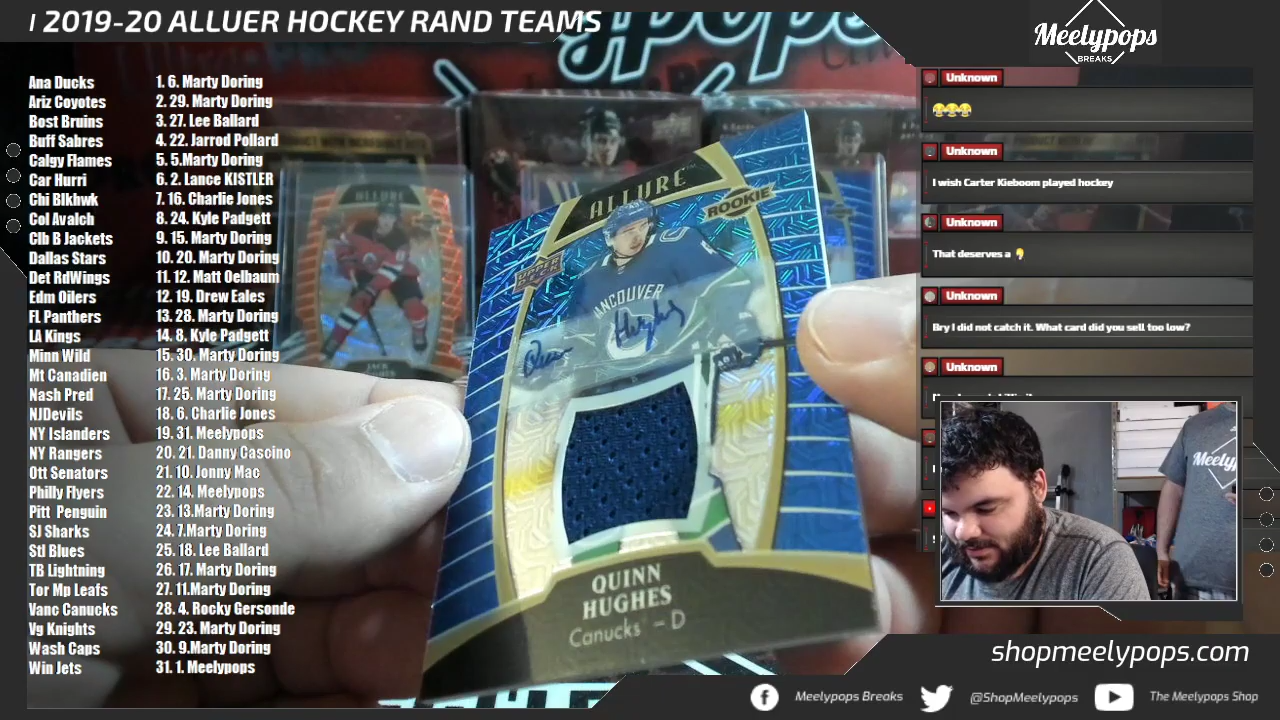 2019-20 ALLUER HOCKEY RAND TEAMS
Meelypops
BREAKS
Ana Ducks 1. 6. Marty Doring
Ariz Coyotes 2. 29. Marty Doring
Bost Bruins 3. 27. Lee Ballard
Buff Sabres 4. 22. Jarrod Pollard
Calgy Flames 5. 5.Marty Doring
Car Hurri 6. 2. Lance KISTLER
Chi Blkhwk 7. 16. Charlie Jones
Col Avalch 8. 24. Kyle Padgett
Clb B Jackets 9. 15. Marty Doring
Dallas Stars 10. 20. Marty Doring
Det RdWings 11. 12. Matt Oelbaum
Edm Oilers 12. 19. Drew Eales
FL Panthers 13. 28. Marty Doring
LA Kings 14. 8. Kyle Padgett
Minn Wild 15. 30. Marty Doring
Mt Canadien 16. 3. Marty Doring
Nash Pred 17. 25. Marty Doring
NJDevils 18. 6. Charlie Jones
NY Islanders 19. 31. Meelypops
NY Rangers 20. 21. Danny Cascino
Ott Senators 21. 10. Jonny Mac
Philly Flyers 22. 14. Meelypops
Pitt Penguin 23. 13.Marty Doring
SJ Sharks 24. 7.Marty Doring
Stl Blues 25. 18. Lee Ballard
TB Lightning 26. 17. Marty Doring
Tor Mp Leafs 27. 11.Marty Doring
Vanc Canucks 28. 4. Rocky Gersonde
Vg Knights 29. 23. Marty Doring
Wash Caps 30. 9.Marty Doring
Win Jets 31. 1. Meelypops
ALLURE
ROOKIE
UPPER DECK
VANCOUVER
Quinn Hughes
QUINN
HUGHES
Canucks - D
ALLURE
JACK
Unknown
😂😂😂
Unknown
I wish Carter Kieboom played hockey
Unknown
That deserves a 👇
Unknown
Bry I did not catch it. What card did you sell too low?
Unknown
Meely
shopmeelypops.com
Meelypops Breaks
@ShopMeelypops
The Meelypops Shop